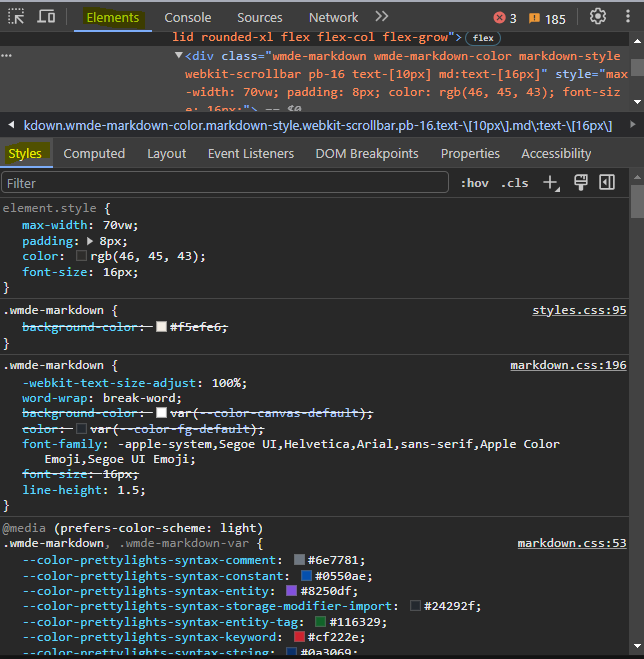 Elements Console Sources Network 3 185
lid rounded-xl flex flex-col flex-grow"> flex
<div class="wmde-markdown wmde-markdown-color markdown-style
webkit-scrollbar pb-16 text-[10px] md:text-[16px]" style="max
-width: 70vw; padding: 8px; color: rgb(46, 45, 43); font-siz
e: 16px;"> == $0
kdown.wmde-markdown-color.markdown-style.webkit-scrollbar.pb-16.text-\[10px\].md\:text-\[16px\]
Styles Computed Layout Event Listeners DOM Breakpoints Properties Accessibility
Filter :hov .cls
element.style {
max-width: 70vw;
padding: 8px;
color: rgb(46, 45, 43);
font-size: 16px;
}
.wmde-markdown { styles.css:95
background-color: #f5efe6;
}
.wmde-markdown { markdown.css:196
-webkit-text-size-adjust: 100%;
word-wrap: break-word;
background-color: var(--color-canvas-default);
color: var(--color-fg-default);
font-family: -apple-system,Segoe UI,Helvetica,Arial,sans-serif,Apple Color
Emoji,Segoe UI Emoji;
font-size: 16px;
line-height: 1.5;
}
@media (prefers-color-scheme: light)
.wmde-markdown, .wmde-markdown-var { markdown.css:53
--color-prettylights-syntax-comment: #6e7781;
--color-prettylights-syntax-constant: #0550ae;
--color-prettylights-syntax-entity: #8250df;
--color-prettylights-syntax-storage-modifier-import: #24292f;
--color-prettylights-syntax-entity-tag: #116329;
--color-prettylights-syntax-keyword: #cf222e;
--color-prettylights-syntax-string: #0a3069;